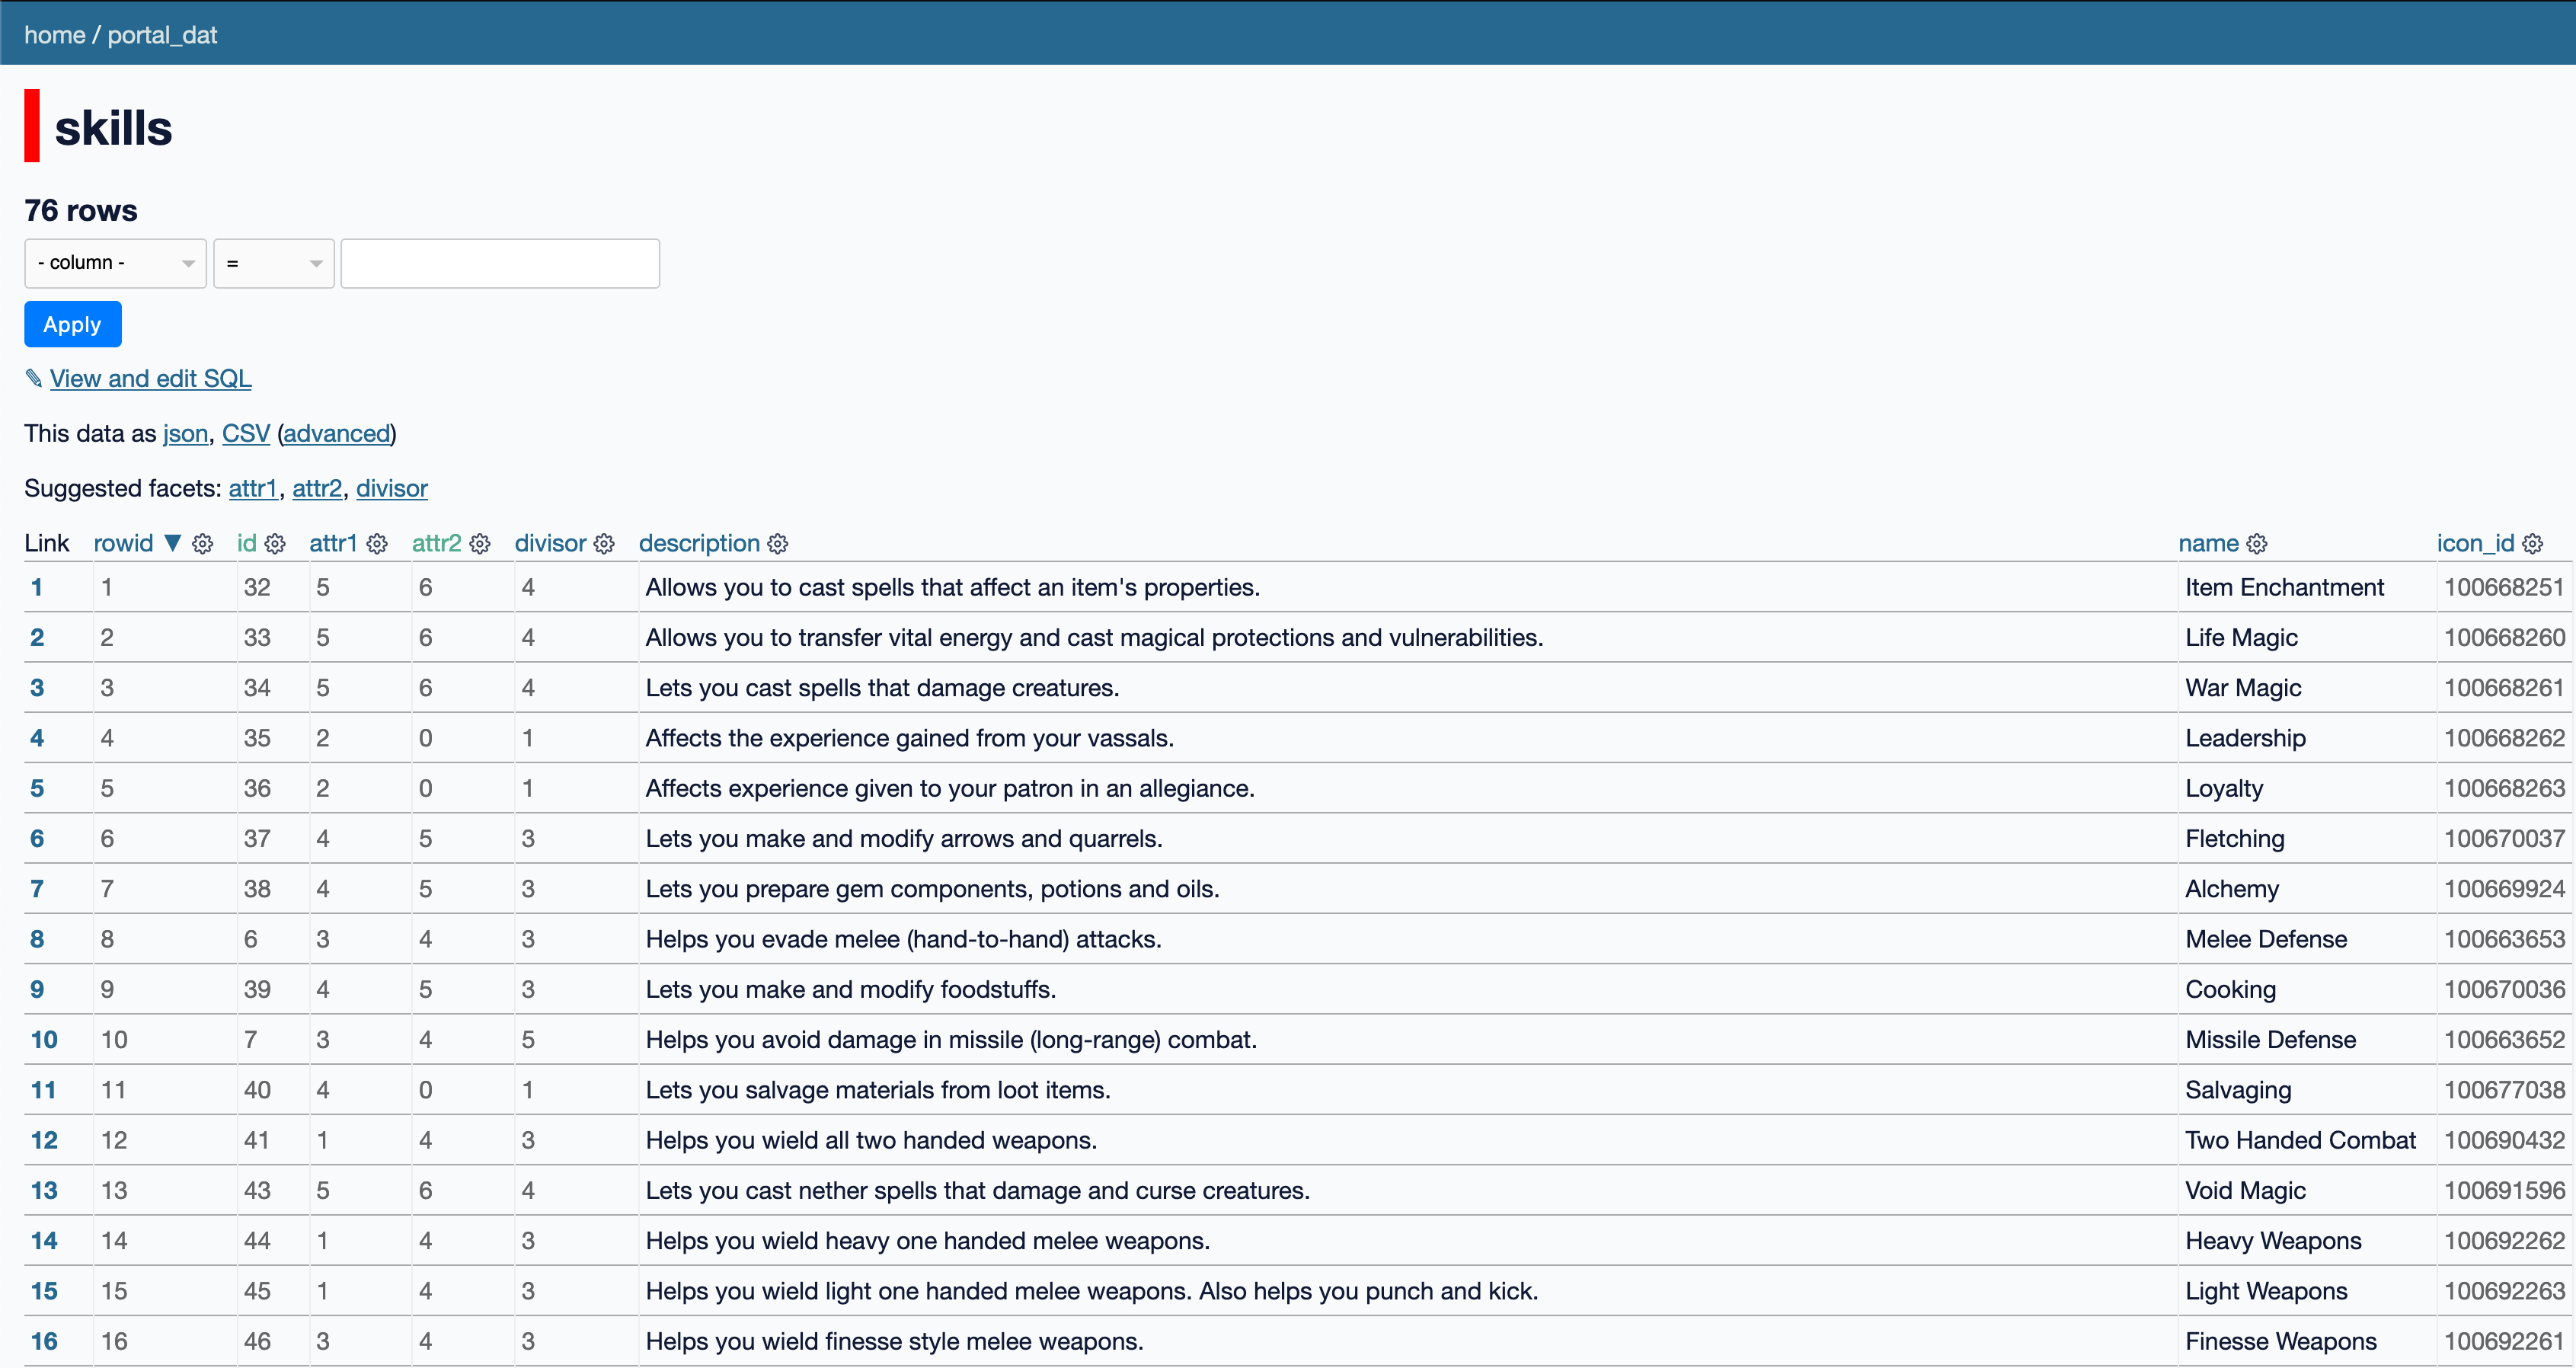 home / portal_dat
skills
76 rows
- column - =
Apply
✎ View and edit SQL
This data as json, CSV (advanced)
Suggested facets: attr1, attr2, divisor
Link rowid ▼ id attr1 attr2 divisor description name icon_id
1 1 32 5 6 4 Allows you to cast spells that affect an item's properties. Item Enchantment 100668251
2 2 33 5 6 4 Allows you to transfer vital energy and cast magical protections and vulnerabilities. Life Magic 100668260
3 3 34 5 6 4 Lets you cast spells that damage creatures. War Magic 100668261
4 4 35 2 0 1 Affects the experience gained from your vassals. Leadership 100668262
5 5 36 2 0 1 Affects experience given to your patron in an allegiance. Loyalty 100668263
6 6 37 4 5 3 Lets you make and modify arrows and quarrels. Fletching 100670037
7 7 38 4 5 3 Lets you prepare gem components, potions and oils. Alchemy 100669924
8 8 6 3 4 3 Helps you evade melee (hand-to-hand) attacks. Melee Defense 100663653
9 9 39 4 5 3 Lets you make and modify foodstuffs. Cooking 100670036
10 10 7 3 4 5 Helps you avoid damage in missile (long-range) combat. Missile Defense 100663652
11 11 40 4 0 1 Lets you salvage materials from loot items. Salvaging 100677038
12 12 41 1 4 3 Helps you wield all two handed weapons. Two Handed Combat 100690432
13 13 43 5 6 4 Lets you cast nether spells that damage and curse creatures. Void Magic 100691596
14 14 44 1 4 3 Helps you wield heavy one handed melee weapons. Heavy Weapons 100692262
15 15 45 1 4 3 Helps you wield light one handed melee weapons. Also helps you punch and kick. Light Weapons 100692263
16 16 46 3 4 3 Helps you wield finesse style melee weapons. Finesse Weapons 100692261